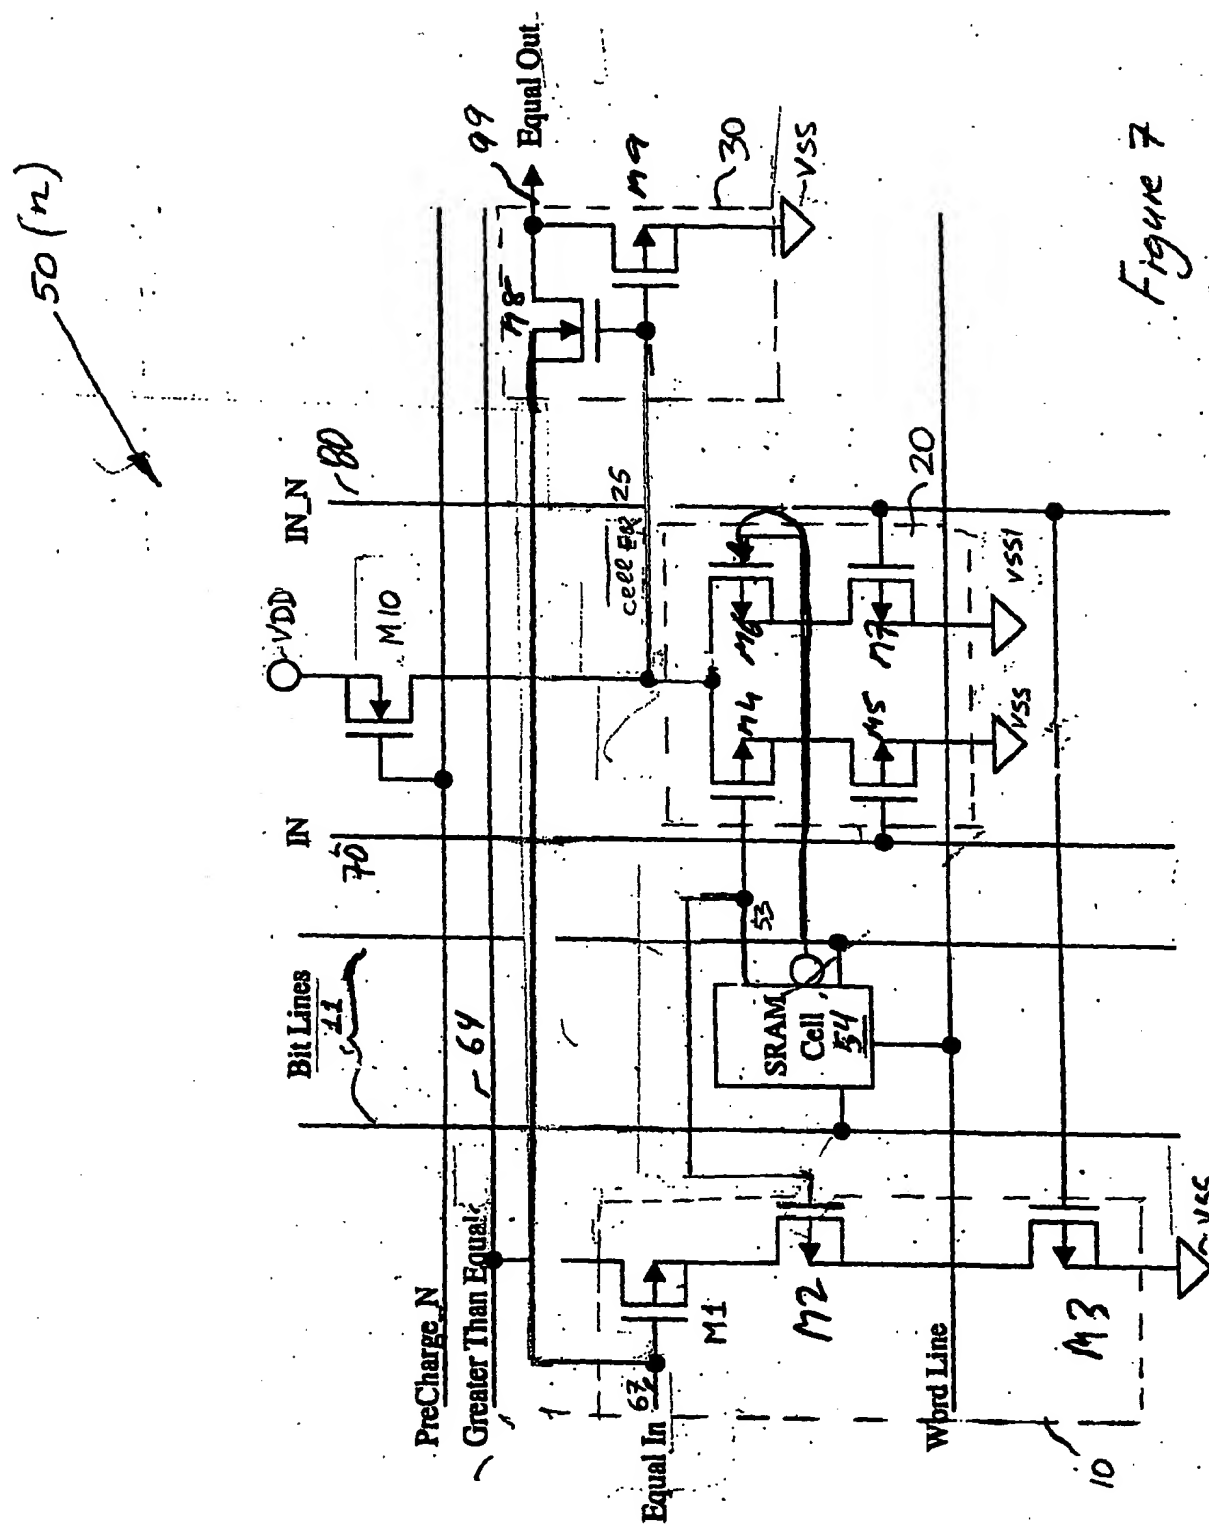 50 (n)
Bit Lines
11
IN
70
VDD
M10
IN_N
80
PreCharge_N
Greater Than Equal
64
99
Equal Out
M8
M9
30
VSS
cell EQ 25
Equal In
67
M1
M2
M3
10
53
SRAM
Cell
54
M4
M5
M6
M7
VSS
VSS1
20
Word Line
Figure 7